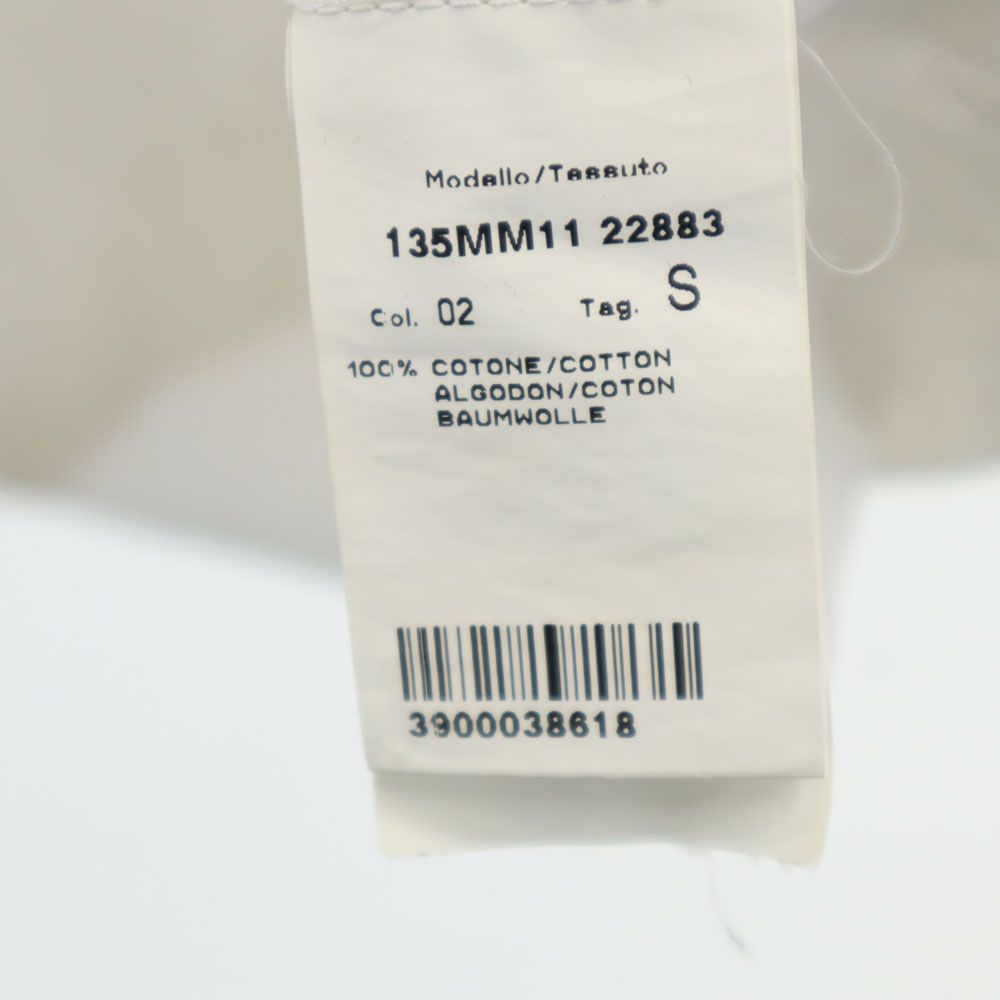 Modello/Tessuto
135MM11 22883
Col. 02 Tag. S
100% COTONE/COTTON
ALGODON/COTON
BAUMWOLLE
3900038618